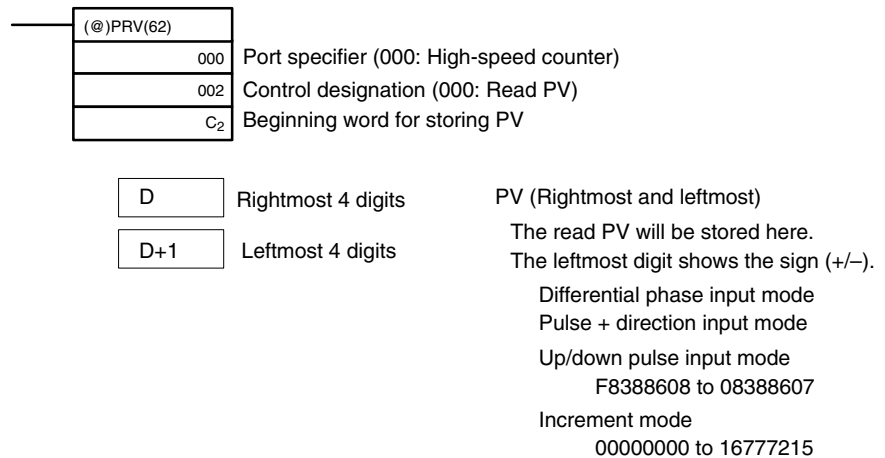 (@)PRV(62)
000 Port specifier (000: High-speed counter)
002 Control designation (000: Read PV)
C2 Beginning word for storing PV
D Rightmost 4 digits
D+1 Leftmost 4 digits
PV (Rightmost and leftmost)
The read PV will be stored here.
The leftmost digit shows the sign (+/–).
Differential phase input mode
Pulse + direction input mode
Up/down pulse input mode
F8388608 to 08388607
Increment mode
00000000 to 16777215